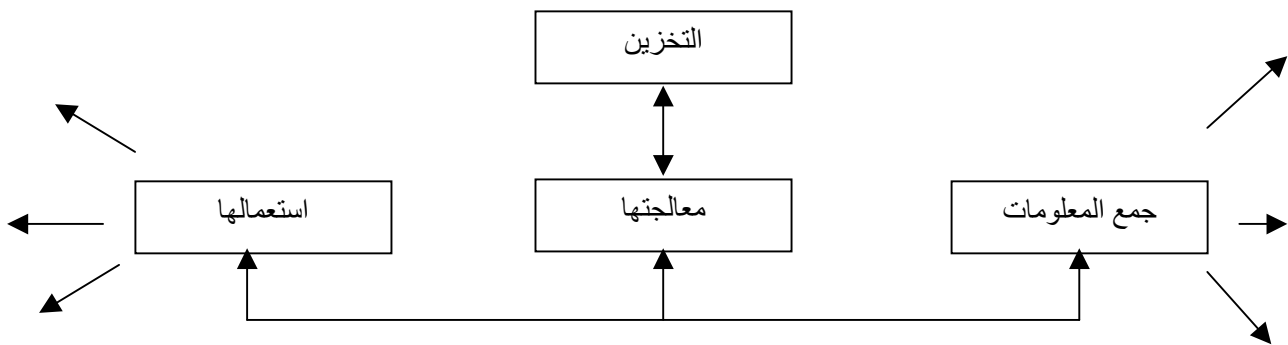 التخزين
جمع المعلومات
معالجتها
استعمالها